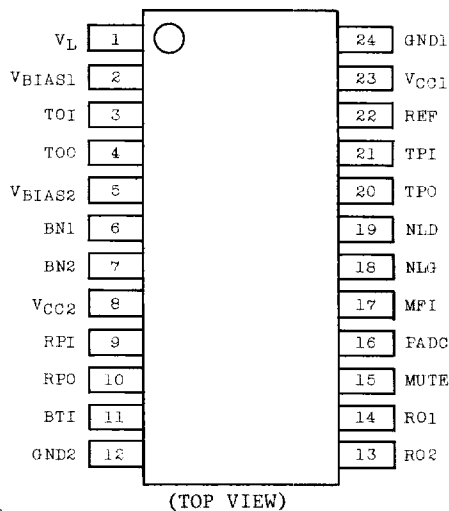 VL 1 24 GND1
VBIAS1 2 23 VCC1
TOI 3 22 REF
TOC 4 21 TPI
VBIAS2 5 20 TPO
BN1 6 19 NLD
BN2 7 18 NLG
VCC2 8 17 MFI
RPI 9 16 PADC
RPO 10 15 MUTE
BTI 11 14 RO1
GND2 12 13 RO2
(TOP VIEW)